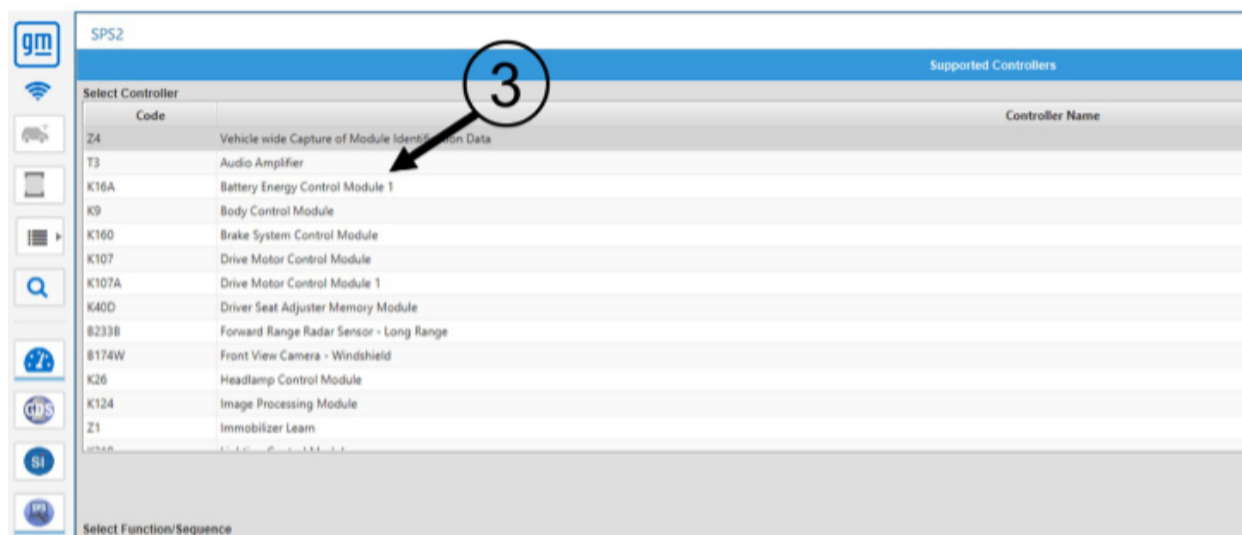 gm
SPS2
Supported Controllers
3
Select Controller
Code Controller Name
Z4 Vehicle wide Capture of Module Identification Data
T3 Audio Amplifier
K16A Battery Energy Control Module 1
K9 Body Control Module
K160 Brake System Control Module
K107 Drive Motor Control Module
K107A Drive Motor Control Module 1
K40D Driver Seat Adjuster Memory Module
B233B Forward Range Radar Sensor - Long Range
B174W Front View Camera - Windshield
K26 Headlamp Control Module
K124 Image Processing Module
Z1 Immobilizer Learn
GDS
SI
Select Function/Sequence